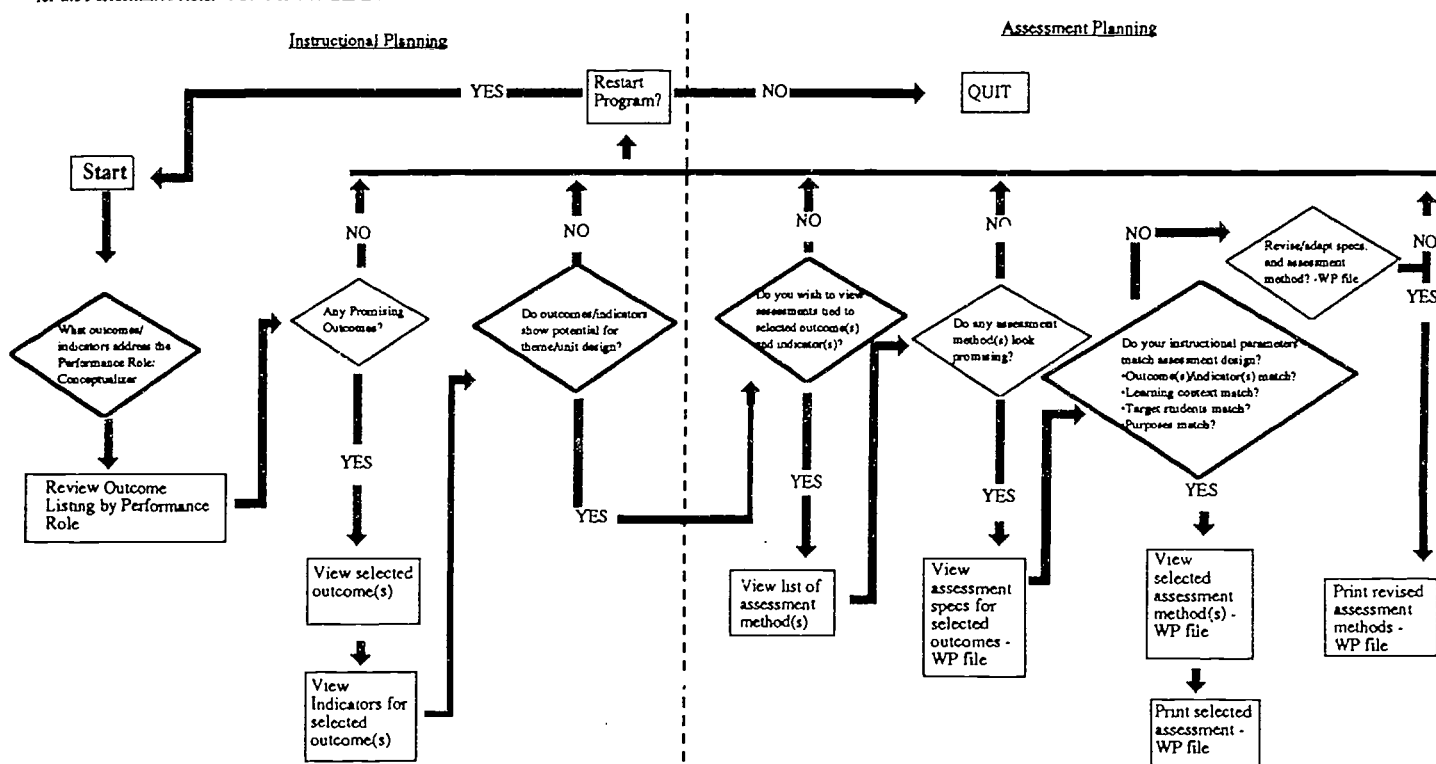 Instructional Planning
Assessment Planning
YES
Restart
Program?
NO
QUIT
Start
NO
NO
NO
NO
NO
Revise/adapt specs.
and assessment
method? -WP file
NO
YES
What outcomes/
indicators address the
Performance Role:
Conceptualizer
Any Promising
Outcomes?
Do outcomes/indicators
show potential for
theme/unit design?
Do you wish to view
assessments tied to
selected outcome(s)
and indicator(s)?
Do any assessment
method(s) look
promising?
Do your instructional parameters
match assessment design?
•Outcome(s)/indicator(s) match?
•Learning context match?
•Target students match?
•Purposes match?
YES
YES
YES
YES
YES
Review Outcome
Listing by Performance
Role
View selected
outcome(s)
View
Indicators for
selected
outcome(s)
View list of
assessment
method(s)
View
assessment
specs for
selected
outcomes -
WP file
View
selected
assessment
method(s) -
WP file
Print selected
assessment -
WP file
Print revised
assessment
methods -
WP file